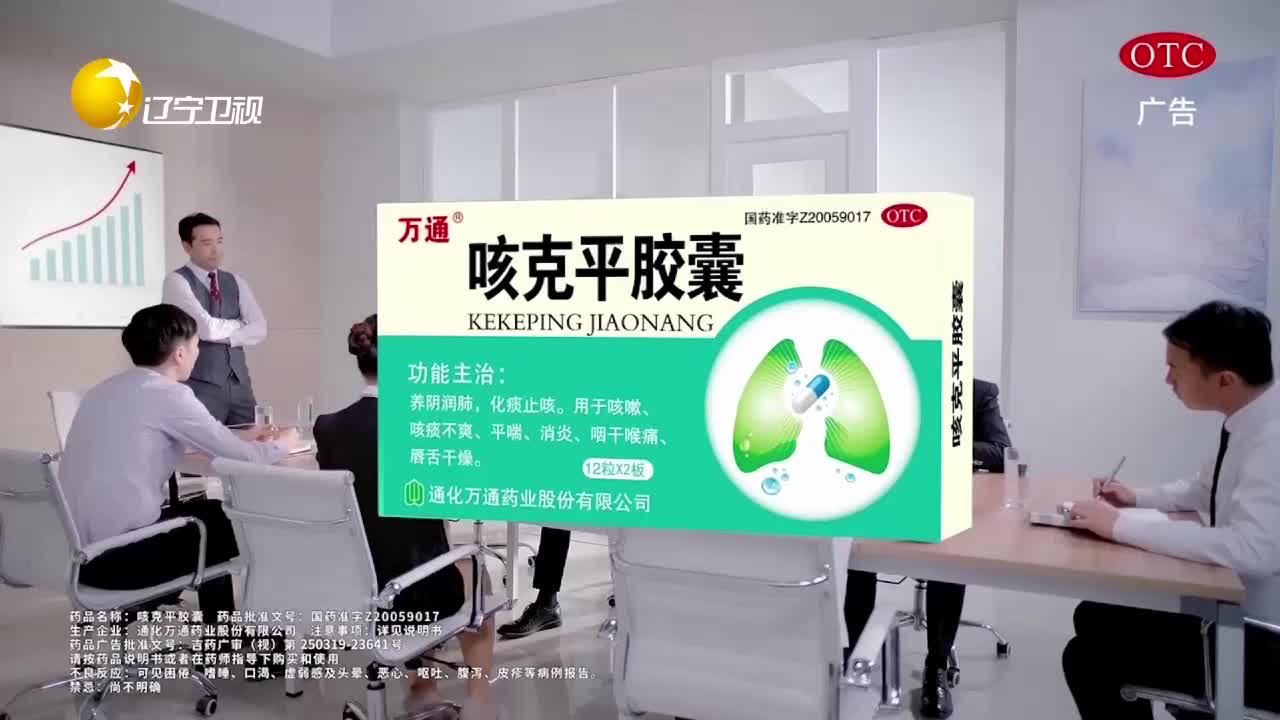 辽宁卫视
OTC
广告
万通®
国药准字Z20059017
OTC
咳克平胶囊
KEKEPING JIAONANG
功能主治：
养阴润肺，化痰止咳。用于咳嗽、
咳痰不爽、平喘、消炎、咽干喉痛、
唇舌干燥。
12粒X2板
通化万通药业股份有限公司
咳克平胶囊
药品名称：咳克平胶囊 药品批准文号：国药准字Z20059017
生产企业：通化万通药业股份有限公司 注意事项：详见说明书
药品广告批准文号：吉药广审（视）第250319-23641号
请按药品说明书或者在药师指导下购买和使用
不良反应：可见困倦、嗜睡、口渴、虚弱感及头晕、恶心、呕吐、腹泻、皮疹等病例报告。
禁忌：尚不明确